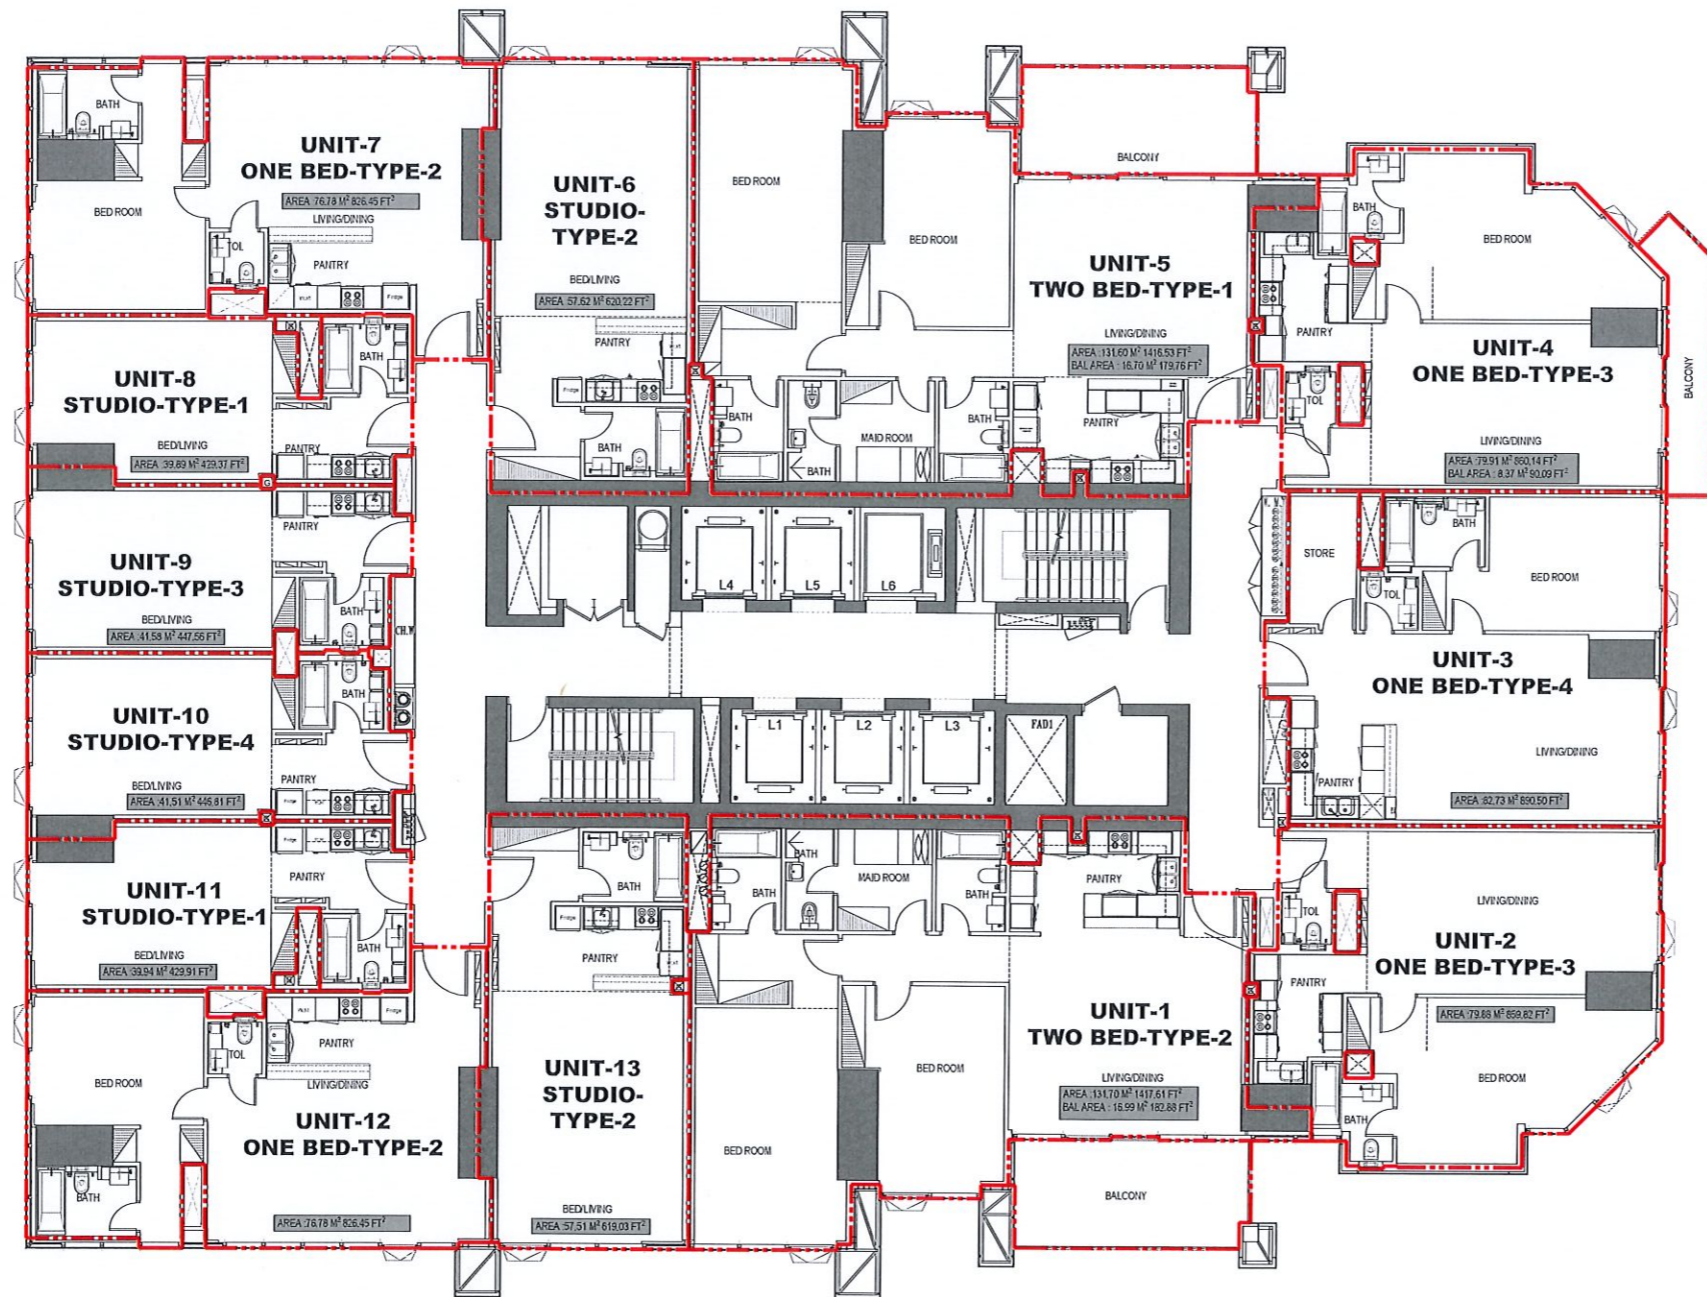 BATH
UNIT-7
ONE BED-TYPE-2
AREA :76.78 M² 826.45 FT²
LIVING/DINING
BED ROOM
TOL
PANTRY
Fridge
UNIT-6
STUDIO-
TYPE-2
BED/LIVING
AREA :57.62 M² 620.22 FT²
PANTRY
Fridge
BATH
BED ROOM
BED ROOM
BALCONY
UNIT-5
TWO BED-TYPE-1
LIVING/DINING
AREA :131.60 M² 1416.53 FT²
BAL AREA : 16.70 M² 179.76 FT²
BATH
BATH
MAID ROOM
BATH
PANTRY
BATH
BED ROOM
PANTRY
UNIT-4
ONE BED-TYPE-3
TOL
LIVING/DINING
AREA :79.91 M² 860.14 FT²
BAL AREA : 8.37 M² 90.09 FT²
BALCONY
UNIT-8
STUDIO-TYPE-1
BED/LIVING
AREA :39.89 M² 429.37 FT²
BATH
PANTRY
G
UNIT-9
STUDIO-TYPE-3
BED/LIVING
AREA :41.58 M² 447.56 FT²
PANTRY
BATH
CH.W
L4
L5
L6
STORE
BATH
TOL
BED ROOM
UNIT-3
ONE BED-TYPE-4
LIVING/DINING
PANTRY
AREA :82.73 M² 890.50 FT²
UNIT-10
STUDIO-TYPE-4
BED/LIVING
AREA :41.51 M² 446.81 FT²
BATH
PANTRY
L1
L2
L3
FAD1
UNIT-11
STUDIO-TYPE-1
BED/LIVING
AREA :39.94 M² 429.91 FT²
PANTRY
BATH
BATH
PANTRY
Fridge
UNIT-13
STUDIO-
TYPE-2
BED/LIVING
AREA :57.51 M² 619.03 FT²
BATH
BATH
MAID ROOM
BATH
PANTRY
UNIT-1
TWO BED-TYPE-2
LIVING/DINING
AREA :131.70 M² 1417.61 FT²
BAL AREA : 16.99 M² 182.88 FT²
BED ROOM
BED ROOM
BALCONY
LIVING/DINING
TOL
UNIT-2
ONE BED-TYPE-3
PANTRY
AREA :79.88 M² 859.82 FT²
BED ROOM
BATH
Fridge
TOL
PANTRY
BED ROOM
LIVING/DINING
UNIT-12
ONE BED-TYPE-2
BATH
AREA :76.78 M² 826.45 FT²